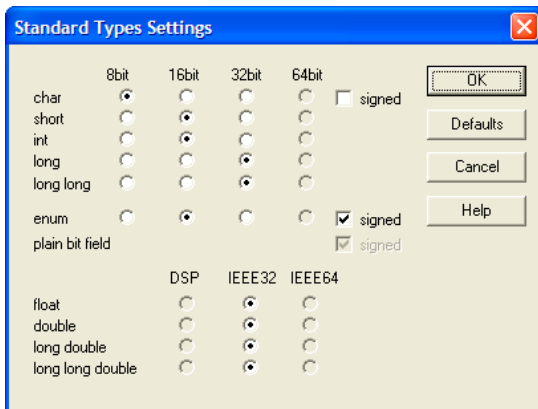 Standard Types Settings
8bit 16bit 32bit 64bit
char signed
short
int
long
long long
enum signed
plain bit field signed
DSP IEEE32 IEEE64
float
double
long double
long long double
OK
Defaults
Cancel
Help